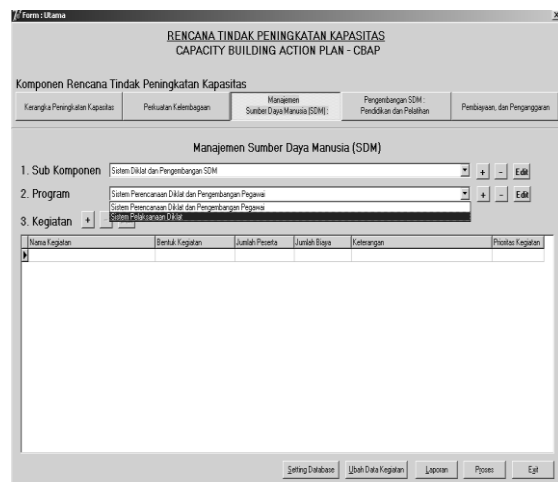 Form : Utama
x
RENCANA TINDAK PENINGKATAN KAPASITAS
CAPACITY BUILDING ACTION PLAN - CBAP
Komponen Rencana Tindak Peningkatan Kapasitas
Kerangka Peningkatan Kapasitas
Perkuatan Kelembagaan
Manajemen
Sumber Daya Manusia (SDM) :
Pengembangan SDM :
Pendidikan dan Pelatihan
Pembiayaan, dan Penganggaran
Manajemen Sumber Daya Manusia (SDM)
1. Sub Komponen Sistem Diklat dan Pengembangan SDM + - Edit
2. Program Sistem Perencanaan Diklat dan Pengembangan Pegawai + - Edit
Sistem Perencanaan Diklat dan Pengembangan Pegawai
Sistem Pelaksanaan Diklat
3. Kegiatan +
Nama Kegiatan Bentuk Kegiatan Jumlah Peserta Jumlah Biaya Keterangan Prioritas Kegiatan
Setting Database Ubah Data Kegiatan Laporan Proses Exit